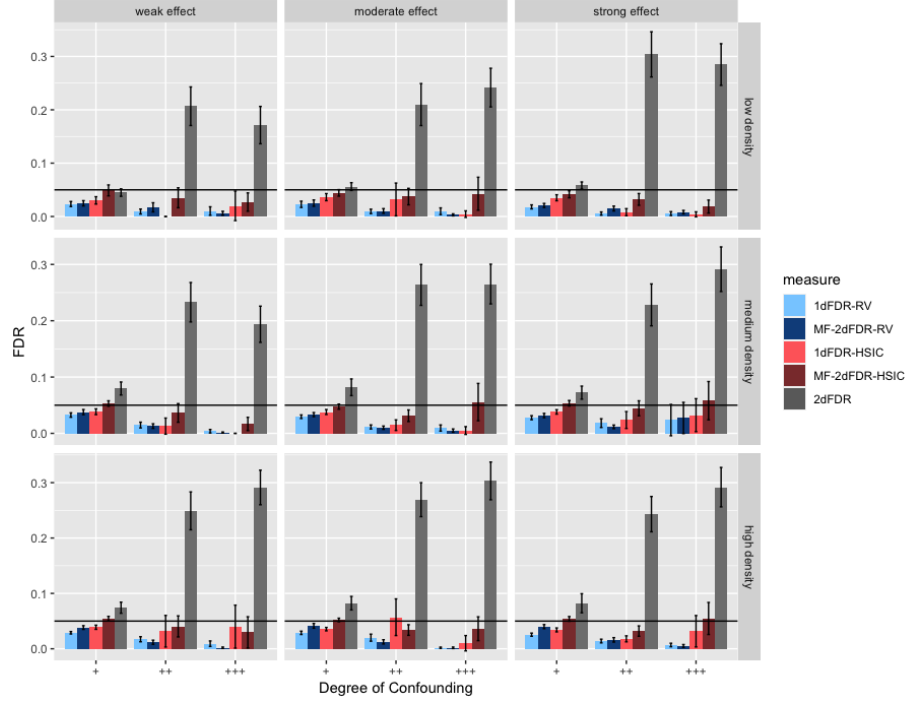 weak effect
moderate effect
strong effect
0.3
0.2
0.1
0.0
low density
0.3
0.2
0.1
0.0
medium density
0.3
0.2
0.1
0.0
high density
FDR
+
++
+++
+
++
+++
+
++
+++
Degree of Confounding
measure
1dFDR-RV
MF-2dFDR-RV
1dFDR-HSIC
MF-2dFDR-HSIC
2dFDR